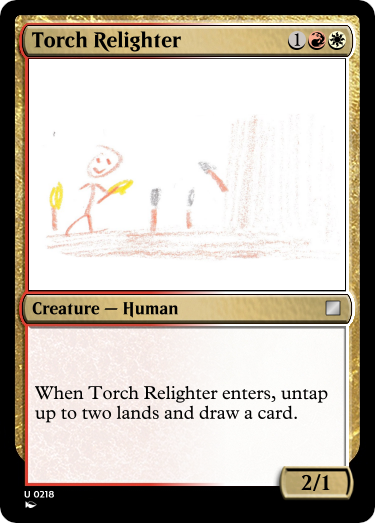 Torch Relighter 1
Creature — Human
When Torch Relighter enters, untap
up to two lands and draw a card.
2/1
U 0218